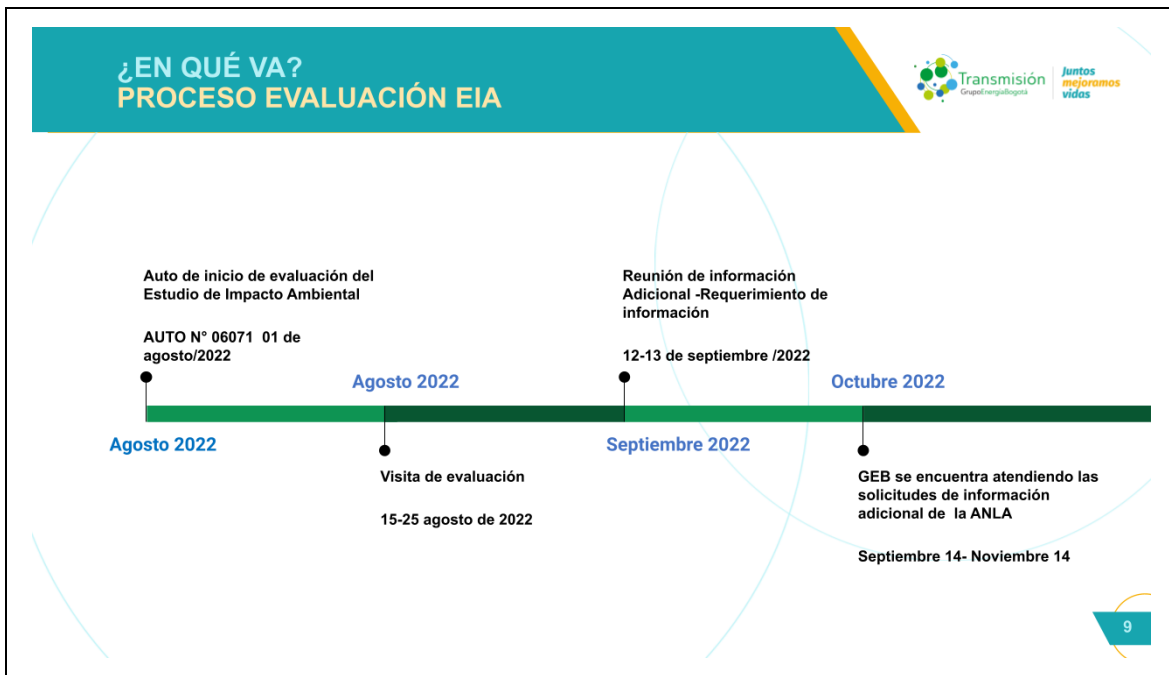 ¿EN QUÉ VA?
PROCESO EVALUACIÓN EIA
Transmisión
GrupoEnergíaBogotá
Juntos
mejoramos
vidas
Auto de inicio de evaluación del
Estudio de Impacto Ambiental
AUTO N° 06071 01 de
agosto/2022
Reunión de información
Adicional -Requerimiento de
información
12-13 de septiembre /2022
Agosto 2022
Octubre 2022
Agosto 2022
Septiembre 2022
Visita de evaluación
15-25 agosto de 2022
GEB se encuentra atendiendo las
solicitudes de información
adicional de la ANLA
Septiembre 14- Noviembre 14
9